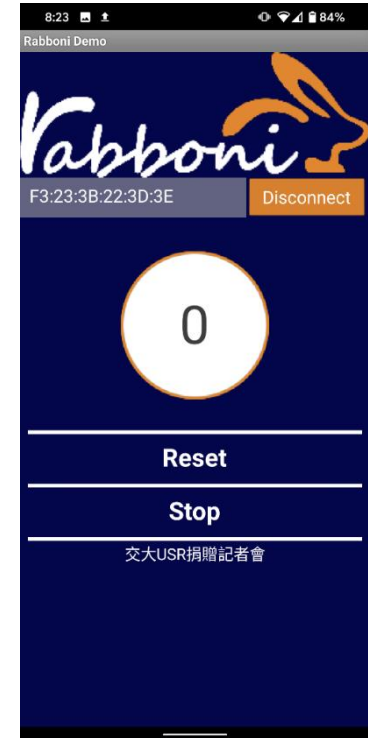 8:23 84%
Rabboni Demo
rabboni
F3:23:3B:22:3D:3E Disconnect
0
Reset
Stop
交大USR捐贈記者會